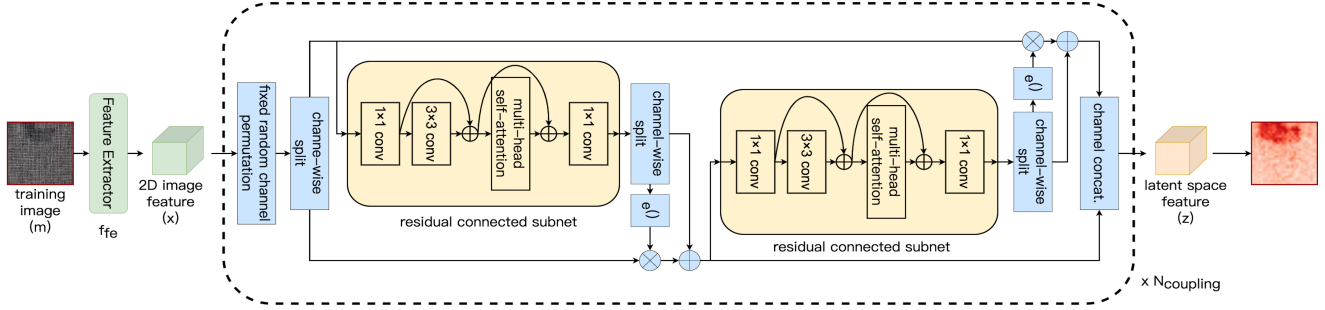 training
image
(m)
Feature Extractor
f_fe
2D image
feature
(x)
fixed random channel
permutation
channe-wise
split
1×1 conv
3×3 conv
multi-head
self-attention
1×1 conv
residual connected subnet
channel-wise
split
e()
1×1 conv
3×3 conv
multi-head
self-attention
1×1 conv
residual connected subnet
channel-wise
split
e()
channel concat.
x N_coupling
latent space
feature
(z)